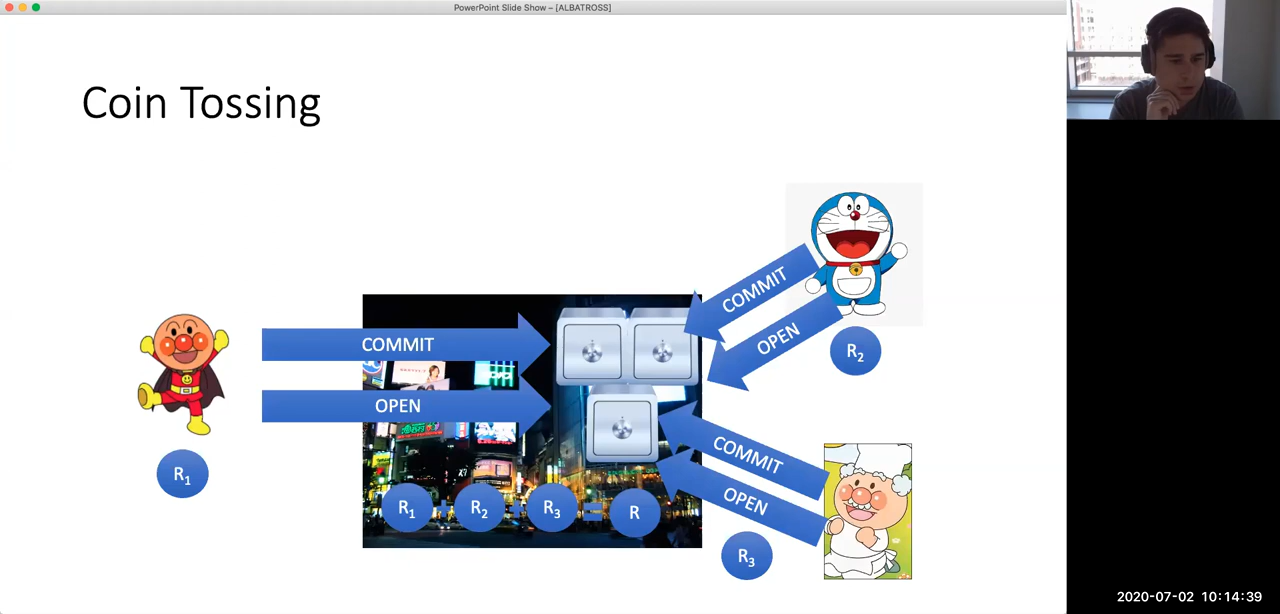 PowerPoint Slide Show – [ALBATROSS]
Coin Tossing
COMMIT
OPEN
R1
COMMIT
OPEN
R2
COMMIT
OPEN
R3
R1 + R2 + R3 = R
2020-07-02 10:14:39